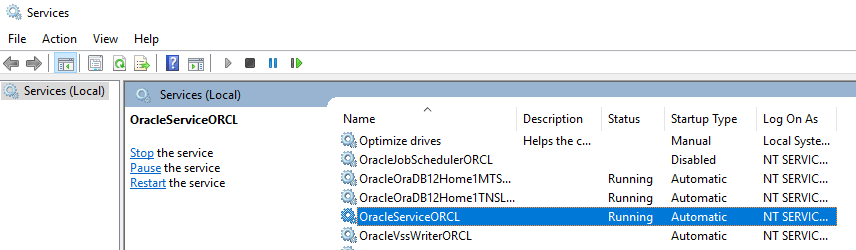 Services
File Action View Help
Services (Local)
Services (Local)
OracleServiceORCL
Stop the service
Pause the service
Restart the service
Name Description Status Startup Type Log On As
Optimize drives Helps the c... Manual Local Syste...
OracleJobSchedulerORCL Disabled NT SERVIC...
OracleOraDB12Home1MTS... Running Automatic NT SERVIC...
OracleOraDB12Home1TNSL... Running Automatic NT SERVIC...
OracleServiceORCL Running Automatic NT SERVIC...
OracleVssWriterORCL Automatic NT SERVIC...